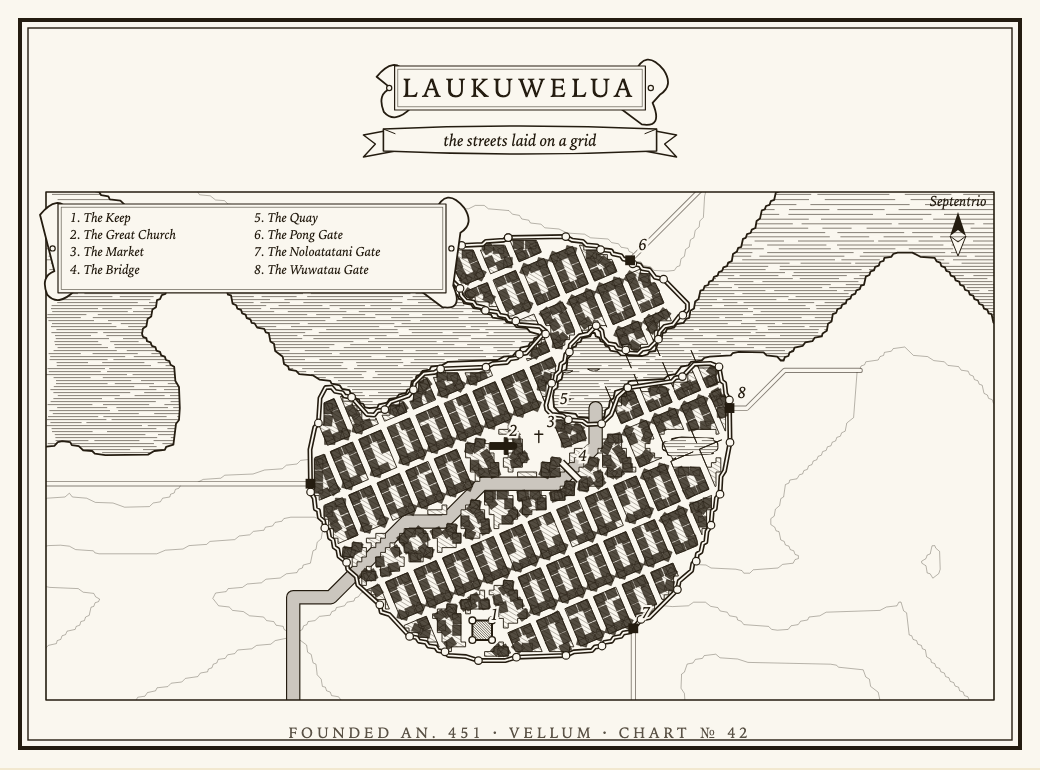 LAUKUWELUA
the streets laid on a grid
1. The Keep
2. The Great Church
3. The Market
4. The Bridge
5. The Quay
6. The Pong Gate
7. The Noloatatani Gate
8. The Wuwatau Gate
Septentrio
6
8
5
3
2
4
1
7
FOUNDED AN. 451 · VELLUM · CHART № 42